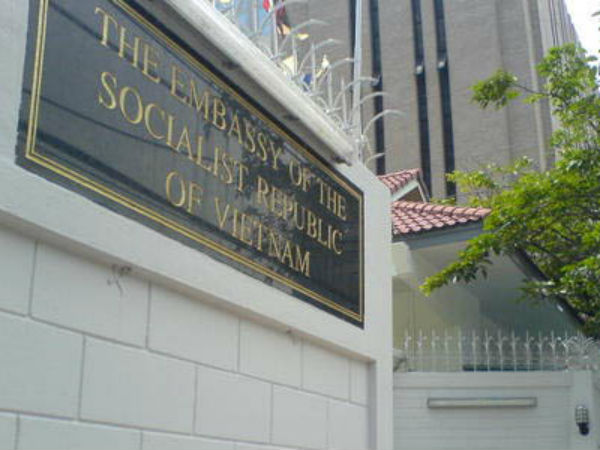 THE EMBASSY OF THE
SOCIALIST REPUBLIC
OF VIETNAM